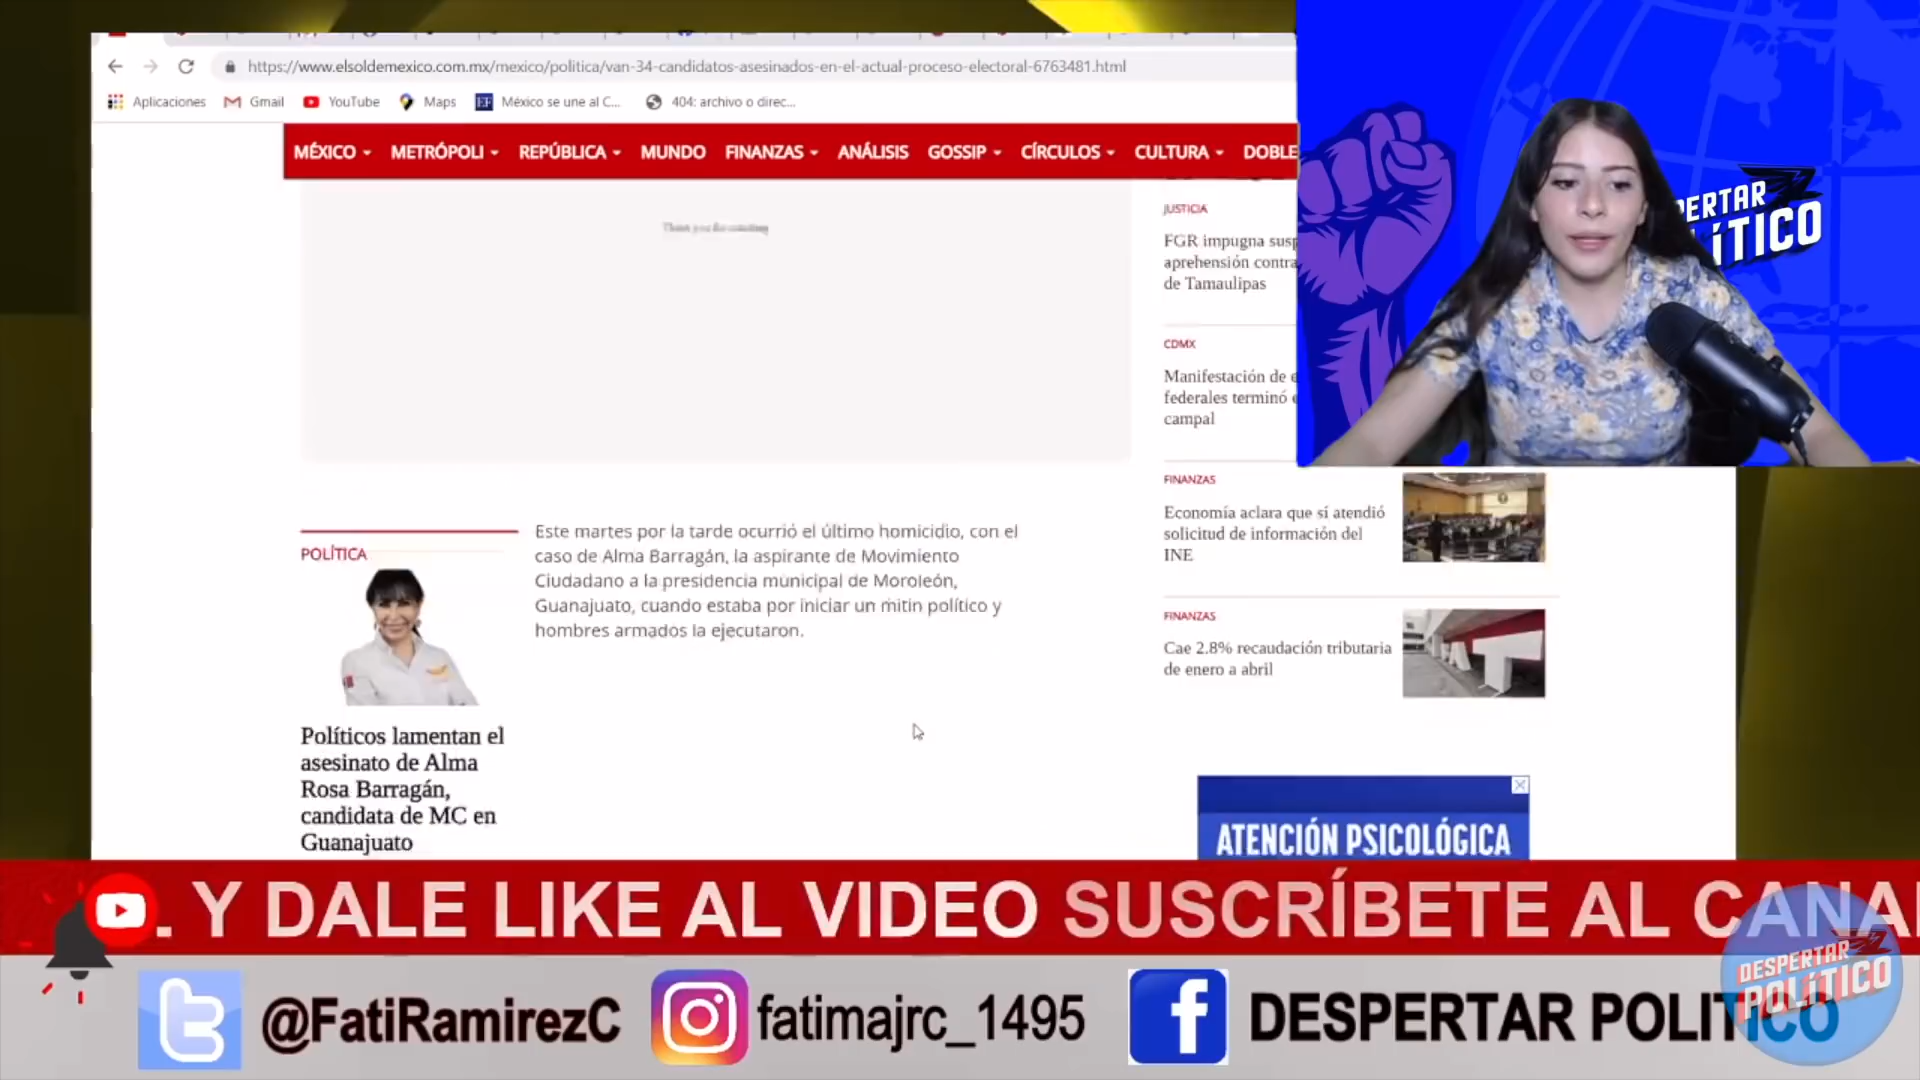 https://www.elsoldemexico.com.mx/mexico/politica/van-34-candidatos-asesinados-en-el-actual-proceso-electoral-6763481.html
Aplicaciones Gmail YouTube Maps EF México se une al C... 404: archivo o direc...
MÉXICO METRÓPOLI REPÚBLICA MUNDO FINANZAS ANÁLISIS GOSSIP CÍRCULOS CULTURA DOBLE
JUSTICIA
FGR impugna susp
aprehensión contra
de Tamaulipas
CDMX
Manifestación de e
federales terminó e
campal
FINANZAS
Economía aclara que sí atendió
solicitud de información del
INE
FINANZAS
Cae 2.8% recaudación tributaria
de enero a abril
PERTAR
LÍTICO
Este martes por la tarde ocurrió el último homicidio, con el
caso de Alma Barragán, la aspirante de Movimiento
Ciudadano a la presidencia municipal de Moroleón,
Guanajuato, cuando estaba por iniciar un mitin político y
hombres armados la ejecutaron.
POLÍTICA
Políticos lamentan el
asesinato de Alma
Rosa Barragán,
candidata de MC en
Guanajuato
ATENCIÓN PSICOLÓGICA
. Y DALE LIKE AL VIDEO SUSCRÍBETE AL CANAL
@FatiRamirezC fatimajrc_1495 DESPERTAR POLITICO
DESPERTAR
POLÍTICO